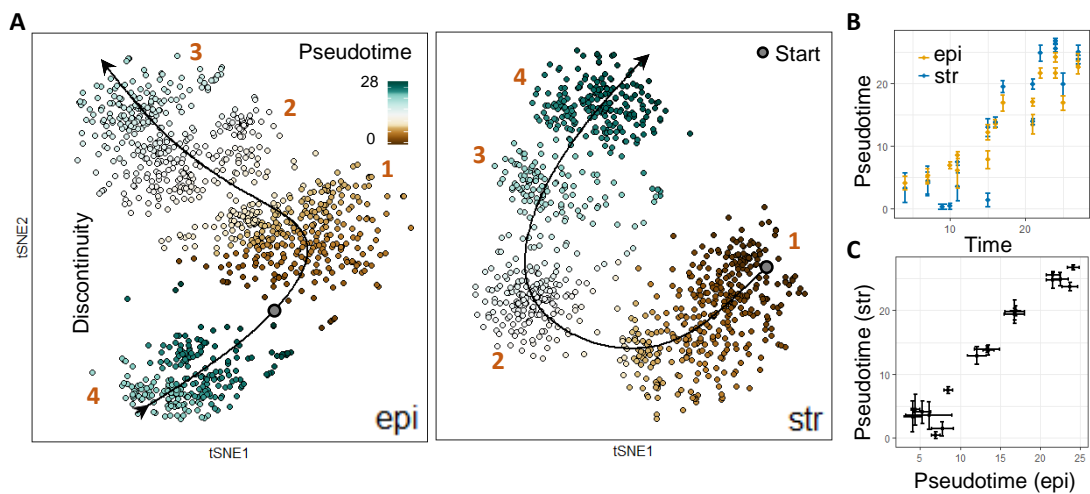 A
Pseudotime
28
0
3
2
1
4
Discontinuity
epi
tSNE2
tSNE1
Start
4
3
1
2
str
tSNE1
B
epi
str
Pseudotime
20
10
0
10
20
Time
C
Pseudotime (str)
20
10
0
5
10
15
20
25
Pseudotime (epi)